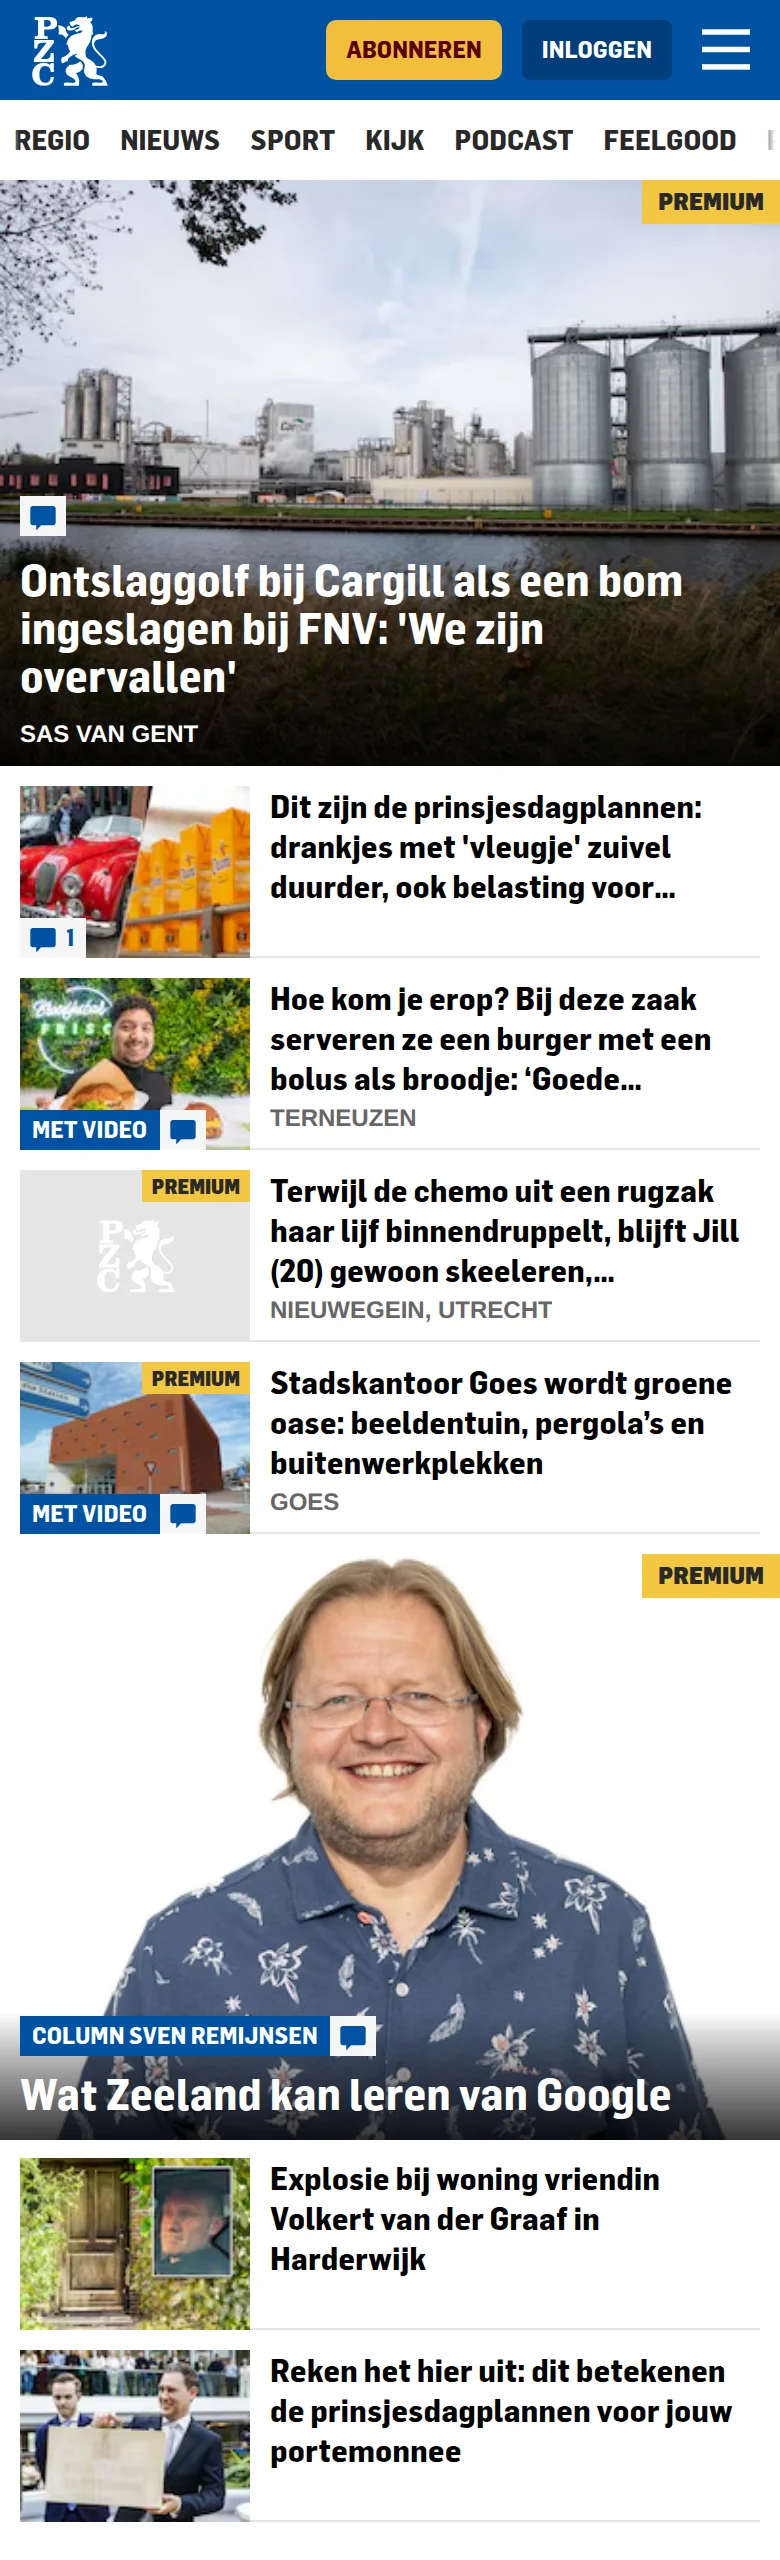 PZC
ABONNEREN
INLOGGEN
REGIO NIEUWS SPORT KIJK PODCAST FEELGOOD
PREMIUM
Ontslaggolf bij Cargill als een bom
ingeslagen bij FNV: 'We zijn
overvallen'
SAS VAN GENT
Dit zijn de prinsjesdagplannen:
drankjes met 'vleugje' zuivel
duurder, ook belasting voor...
1
Hoe kom je erop? Bij deze zaak
serveren ze een burger met een
bolus als broodje: ‘Goede...
TERNEUZEN
MET VIDEO
PREMIUM
PZC
Terwijl de chemo uit een rugzak
haar lijf binnendruppelt, blijft Jill
(20) gewoon skeeleren,...
NIEUWEGEIN, UTRECHT
PREMIUM
Stadskantoor Goes wordt groene
oase: beeldentuin, pergola’s en
buitenwerkplekken
GOES
MET VIDEO
PREMIUM
COLUMN SVEN REMIJNSEN
Wat Zeeland kan leren van Google
Explosie bij woning vriendin
Volkert van der Graaf in
Harderwijk
Reken het hier uit: dit betekenen
de prinsjesdagplannen voor jouw
portemonnee